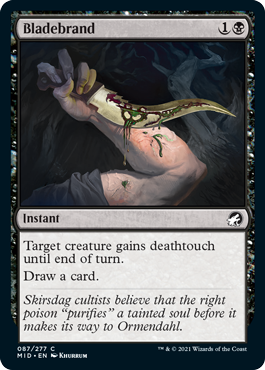 Bladebrand 1
Instant
Target creature gains deathtouch
until end of turn.
Draw a card.
Skirsdag cultists believe that the right
poison “purifies” a tainted soul before it
makes its way to Ormendahl.
087/277 C
MID • EN Khurrum
™ & © 2021 Wizards of the Coast